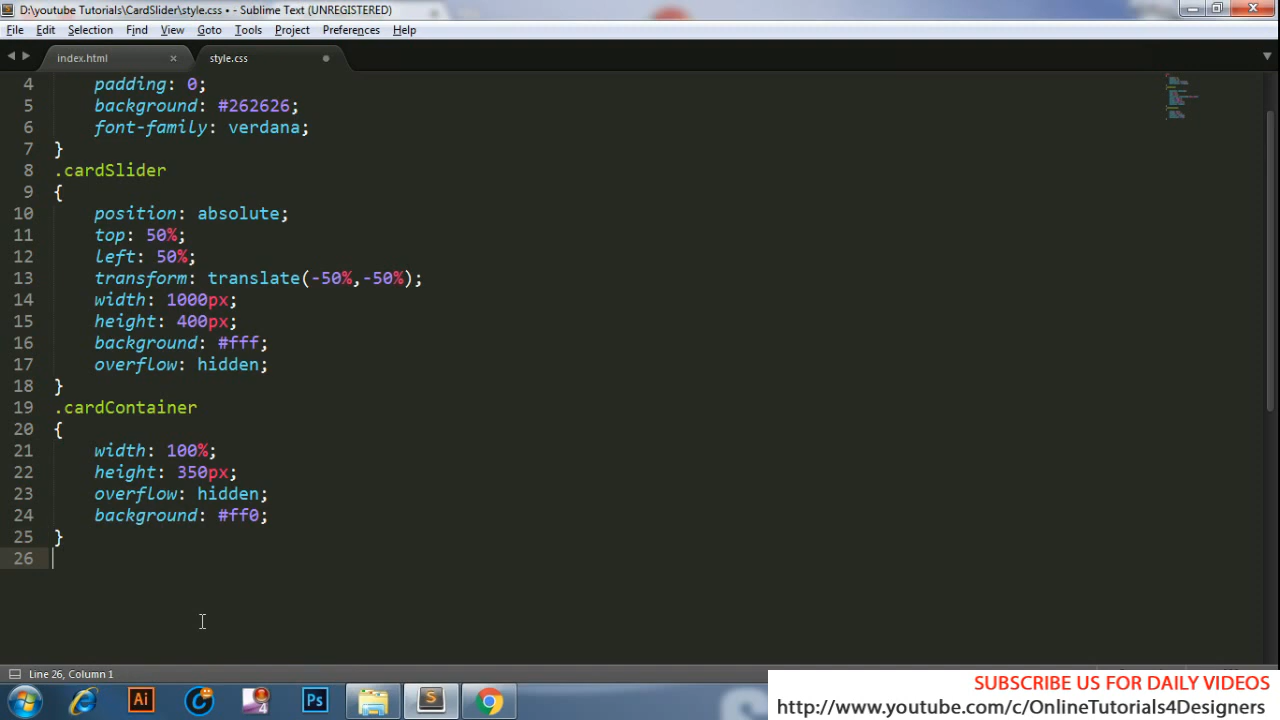 D:\youtube Tutorials\CardSlider\style.css • - Sublime Text (UNREGISTERED)
File Edit Selection Find View Goto Tools Project Preferences Help
index.html × style.css
4 padding: 0;
5 background: #262626;
6 font-family: verdana;
7 }
8 .cardSlider
9 {
10 position: absolute;
11 top: 50%;
12 left: 50%;
13 transform: translate(-50%,-50%);
14 width: 1000px;
15 height: 400px;
16 background: #fff;
17 overflow: hidden;
18 }
19 .cardContainer
20 {
21 width: 100%;
22 height: 350px;
23 overflow: hidden;
24 background: #ff0;
25 }
26
Line 26, Column 1
Ai
4
Ps
S
SUBSCRIBE US FOR DAILY VIDEOS
http://www.youtube.com/c/OnlineTutorials4Designers